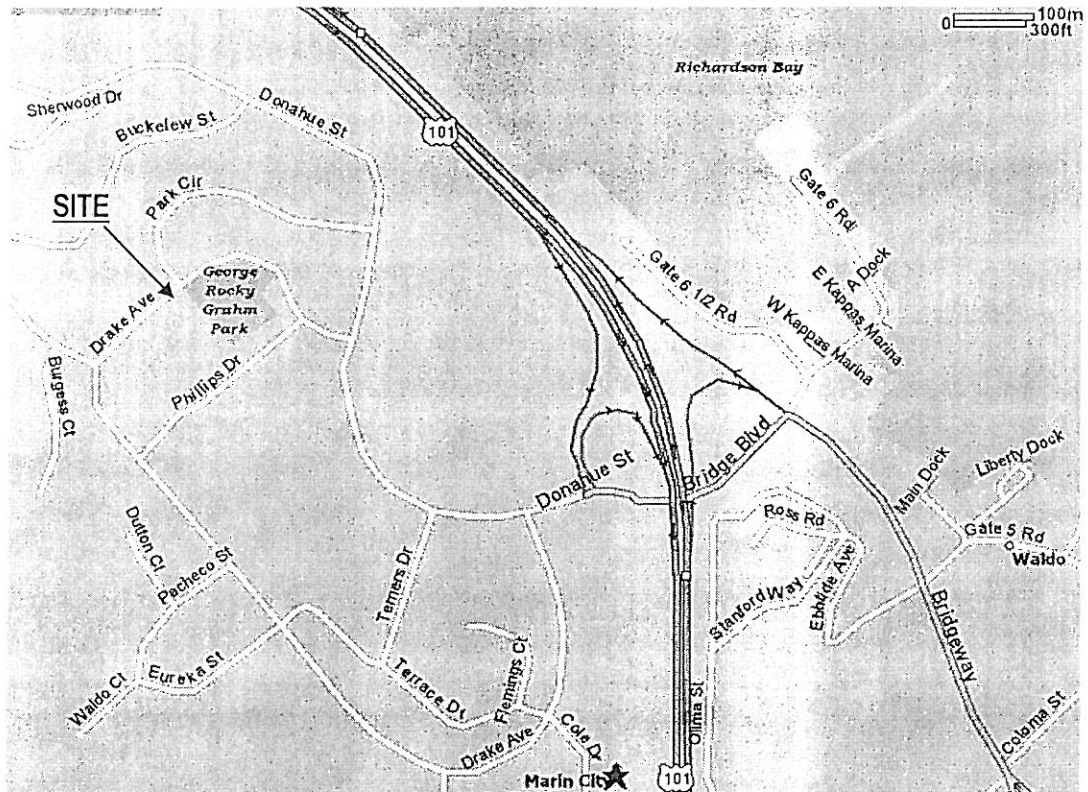 0 100m
300ft
Richardson Bay
Sherwood Dr
Buckelew St
Donahue St
101
SITE
Park Cir
Gate 6 Rd
George
Rocky
Gruhm
Park
Gate 6 1/2 Rd
A Dock
E Kappas Marina
W Kappas Marina
Drake Ave
Burgess Ct
Phillips Dr
Donahue St
Bridge Blvd
Main Dock
Liberty Dock
Ross Rd
Gate 5 Rd
Waldo
Dutton Ct
Pacheco St
Terners Dr
Stanford Way
Ebbtide Ave
Bridgeway
Eureka St
Waldo Ct
Terrace Dr
Flemings Ct
Cole Dr
Drake Ave
Olima St
Coloma St
Marin City
101